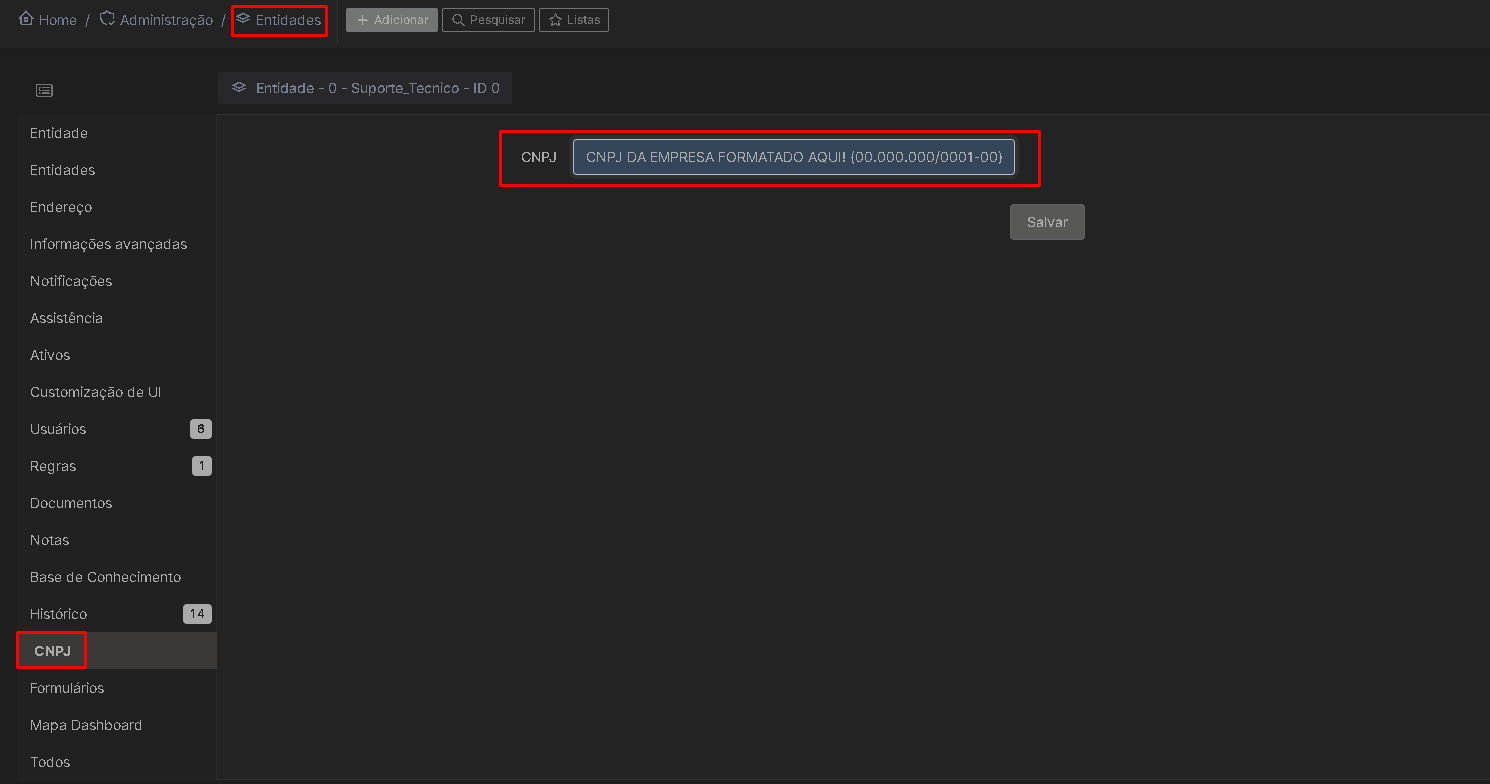 Home / Administração / Entidades + Adicionar Pesquisar Listas
Entidade - 0 - Suporte_Tecnico - ID 0
Entidade
Entidades
Endereço
Informações avançadas
Notificações
Assistência
Ativos
Customização de UI
Usuários 6
Regras 1
Documentos
Notas
Base de Conhecimento
Histórico 14
CNPJ
Formulários
Mapa Dashboard
Todos
CNPJ CNPJ DA EMPRESA FORMATADO AQUI! (00.000.000/0001-00)
Salvar